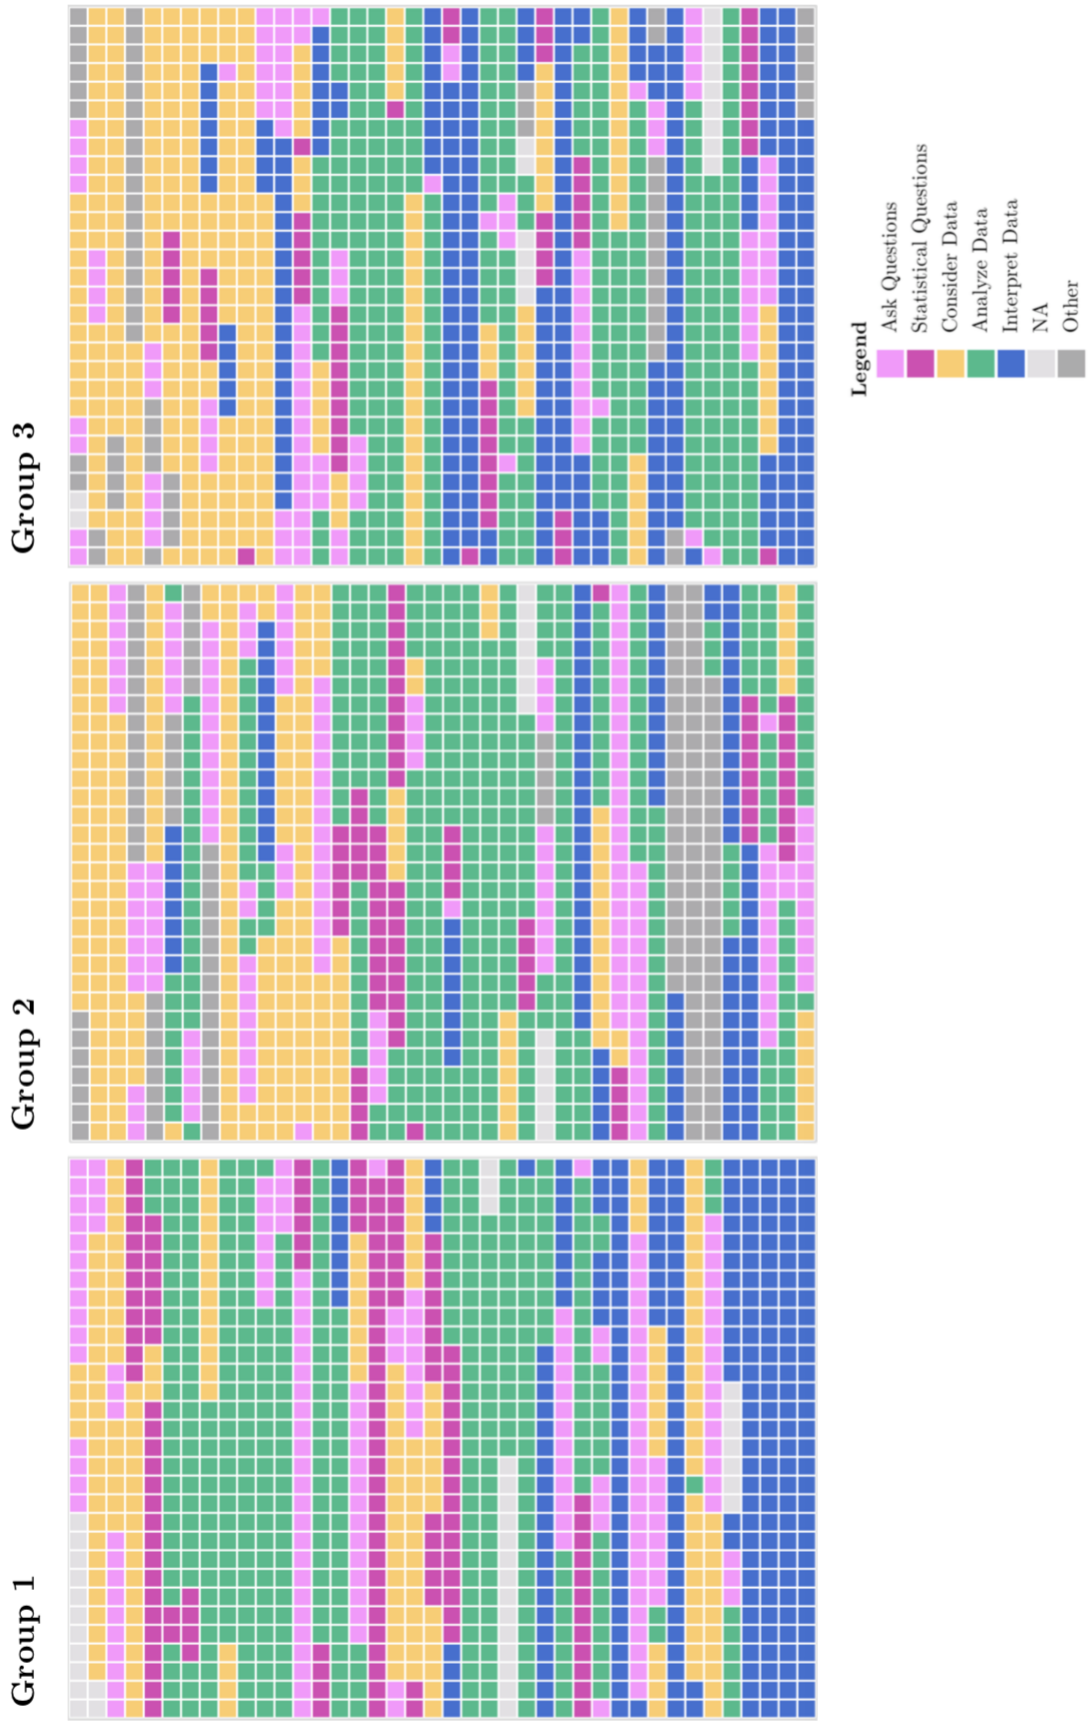 Group 1
Group 2
Group 3
Legend
Ask Questions
Statistical Questions
Consider Data
Analyze Data
Interpret Data
NA
Other